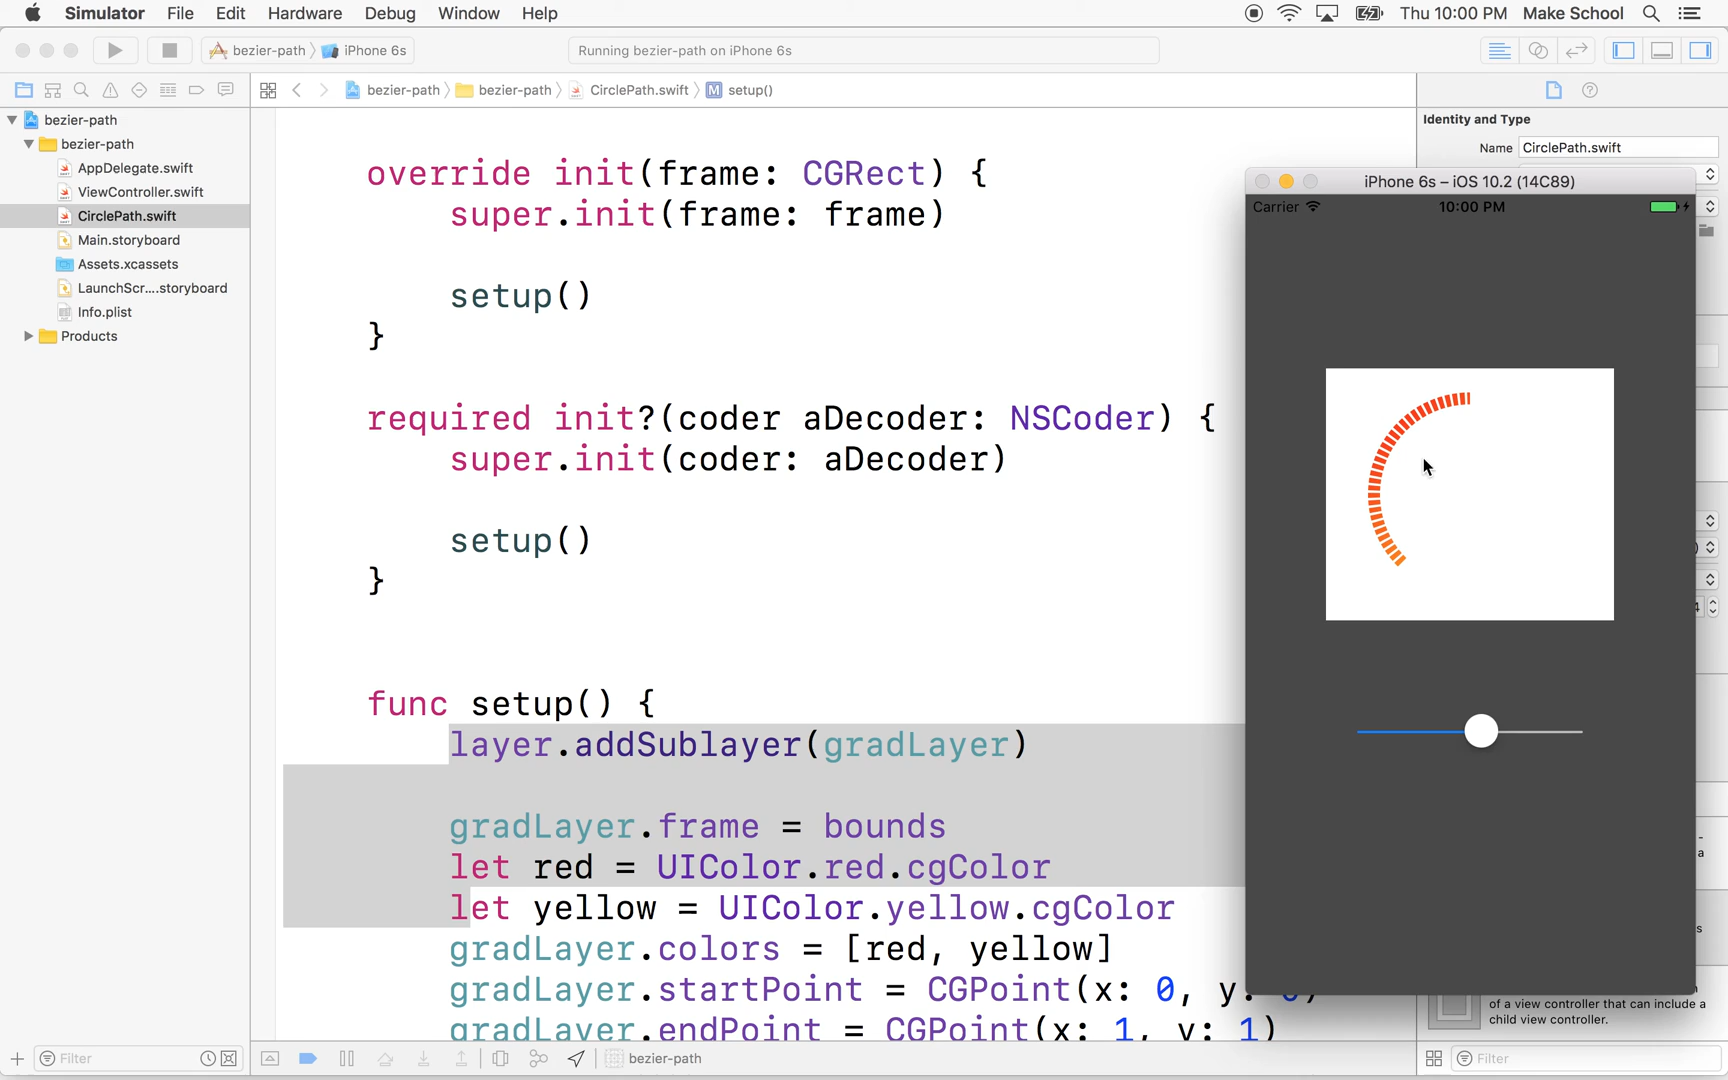 Simulator File Edit Hardware Debug Window Help
Thu 10:00 PM Make School
bezier-path iPhone 6s
Running bezier-path on iPhone 6s
bezier-path bezier-path CirclePath.swift M setup()
bezier-path
bezier-path
AppDelegate.swift
ViewController.swift
CirclePath.swift
Main.storyboard
Assets.xcassets
LaunchScr....storyboard
Info.plist
Products
override init(frame: CGRect) {
super.init(frame: frame)
setup()
}
required init?(coder aDecoder: NSCoder) {
super.init(coder: aDecoder)
setup()
}
func setup() {
layer.addSublayer(gradLayer)
gradLayer.frame = bounds
let red = UIColor.red.cgColor
let yellow = UIColor.yellow.cgColor
gradLayer.colors = [red, yellow]
gradLayer.startPoint = CGPoint(x: 0, y: 0)
gradLayer.endPoint = CGPoint(x: 1, y: 1)
Identity and Type
Name CirclePath.swift
iPhone 6s – iOS 10.2 (14C89)
Carrier 10:00 PM
of a view controller that can include a
child view controller.
Filter
bezier-path
Filter